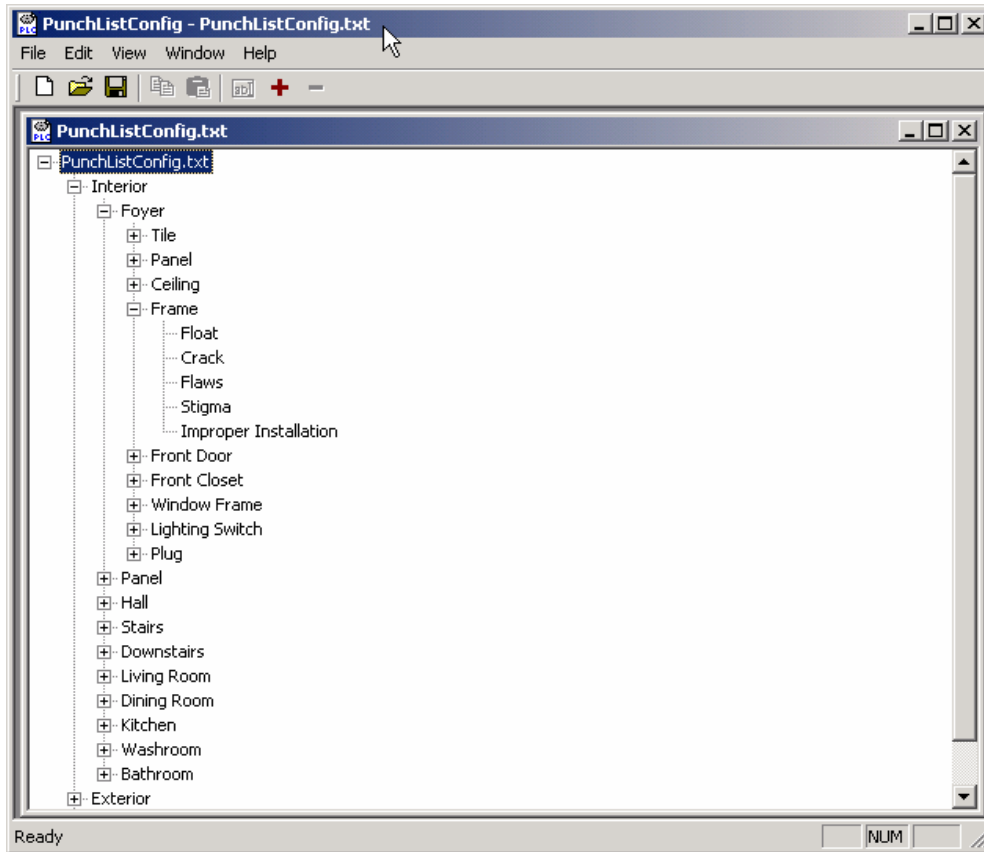 PunchListConfig - PunchListConfig.txt
File Edit View Window Help
PunchListConfig.txt
PunchListConfig.txt
Interior
Foyer
Tile
Panel
Ceiling
Frame
Float
Crack
Flaws
Stigma
Improper Installation
Front Door
Front Closet
Window Frame
Lighting Switch
Plug
Panel
Hall
Stairs
Downstairs
Living Room
Dining Room
Kitchen
Washroom
Bathroom
Exterior
Ready NUM